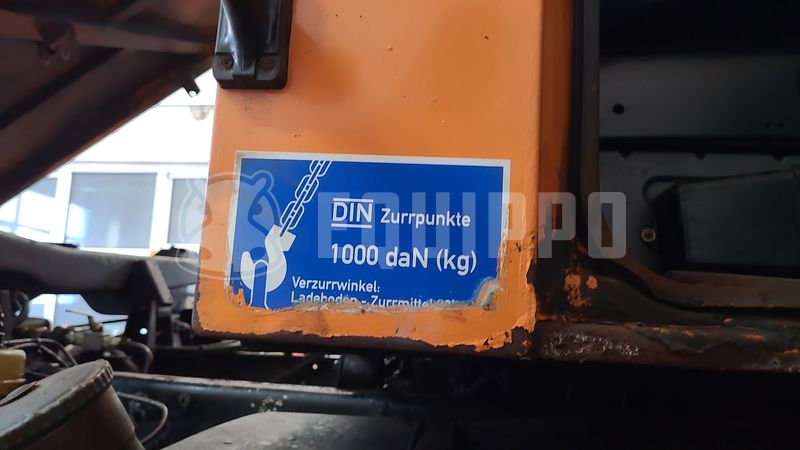 EQUIPPO
DIN Zurrpunkte
1000 daN (kg)
Verzurrwinkel:
Ladeboden - Zurrmittel